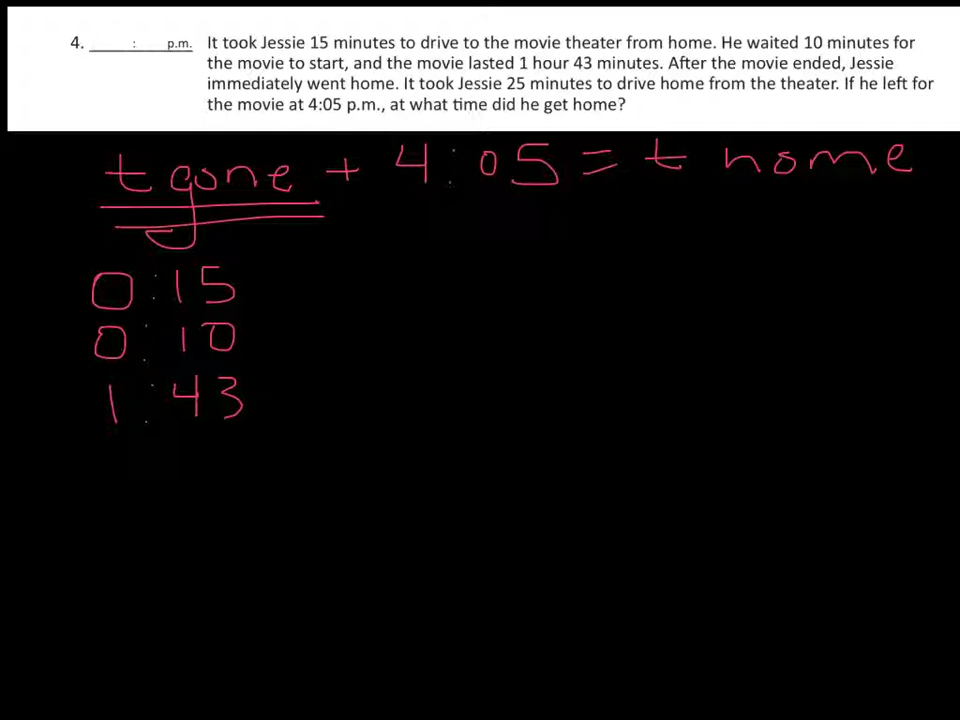 4. _____ : _____ p.m. It took Jessie 15 minutes to drive to the movie theater from home. He waited 10 minutes for
the movie to start, and the movie lasted 1 hour 43 minutes. After the movie ended, Jessie
immediately went home. It took Jessie 25 minutes to drive home from the theater. If he left for
the movie at 4:05 p.m., at what time did he get home?
t gone + 4:05 = t home
0:15
0:10
1:43